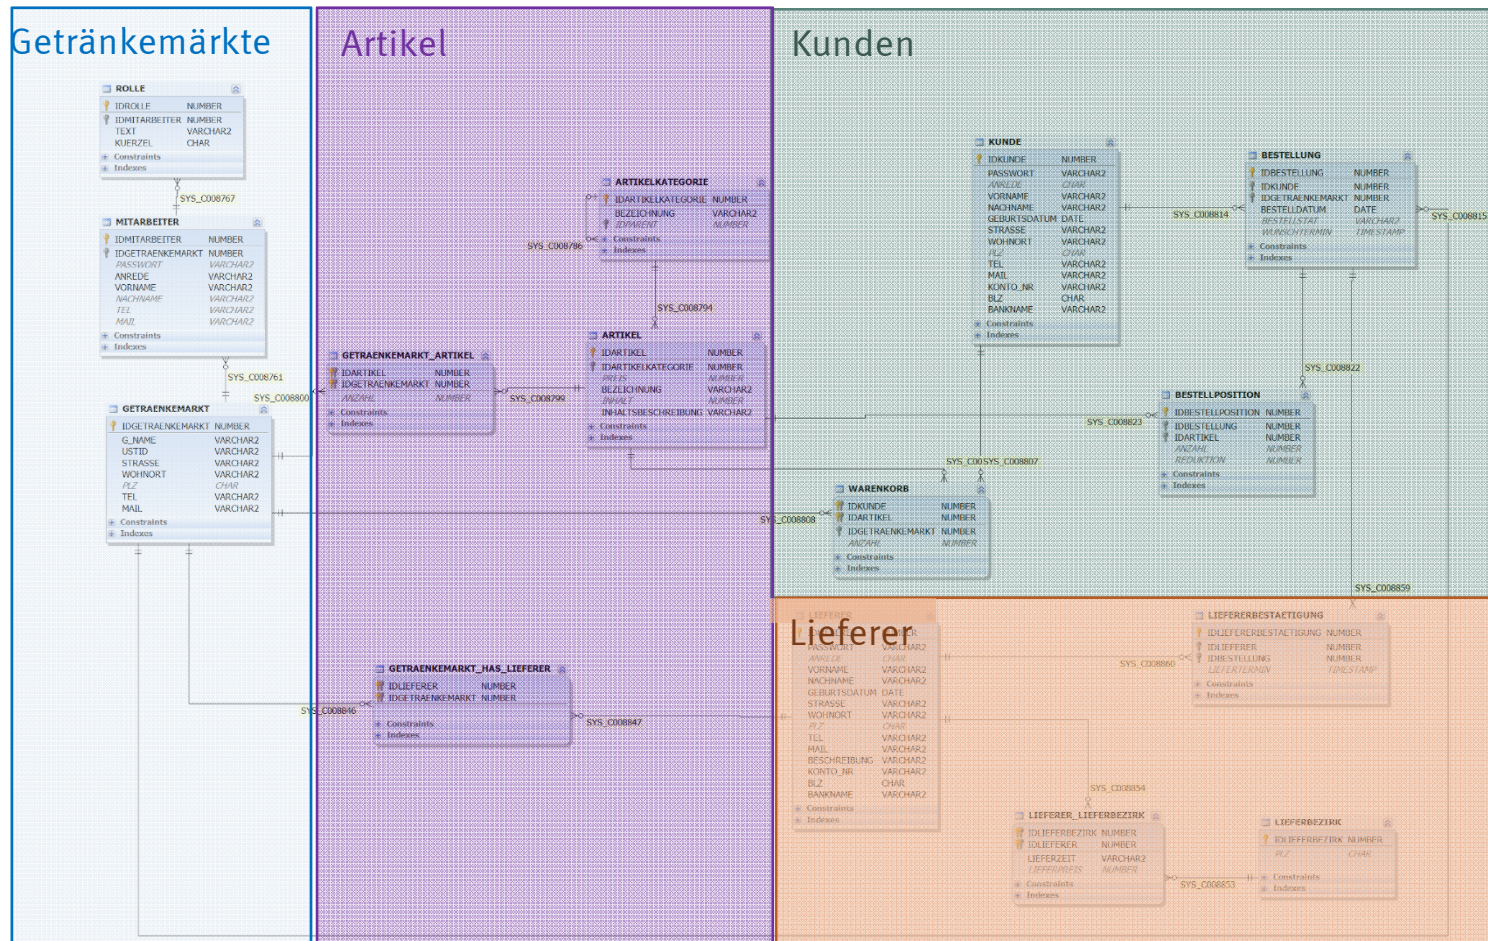 Getränkemärkte
ROLLE
IDROLLE NUMBER
IDMITARBEITER NUMBER
TEXT VARCHAR2
KUERZEL CHAR
Constraints
Indexes
SYS_C008767
MITARBEITER
IDMITARBEITER NUMBER
IDGETRAENKEMARKT NUMBER
PASSWORT VARCHAR2
ANREDE VARCHAR2
VORNAME VARCHAR2
NACHNAME VARCHAR2
TEL VARCHAR2
MAIL VARCHAR2
Constraints
Indexes
SYS_C008761
SYS_C008800
GETRAENKEMARKT
IDGETRAENKEMARKT NUMBER
G_NAME VARCHAR2
USTID VARCHAR2
STRASSE VARCHAR2
WOHNORT VARCHAR2
PLZ CHAR
TEL VARCHAR2
MAIL VARCHAR2
Constraints
Indexes
Artikel
ARTIKELKATEGORIE
IDARTIKELKATEGORIE NUMBER
BEZEICHNUNG VARCHAR2
IDPARENT NUMBER
Constraints
Indexes
SYS_C008786
SYS_C008794
ARTIKEL
IDARTIKEL NUMBER
IDARTIKELKATEGORIE NUMBER
PREIS NUMBER
BEZEICHNUNG VARCHAR2
INHALT NUMBER
INHALTSBESCHREIBUNG VARCHAR2
Constraints
Indexes
GETRAENKEMARKT_ARTIKEL
IDARTIKEL NUMBER
IDGETRAENKEMARKT NUMBER
ANZAHL NUMBER
Constraints
Indexes
SYS_C008799
GETRAENKEMARKT_HAS_LIEFERER
IDLIEFERER NUMBER
IDGETRAENKEMARKT NUMBER
Constraints
Indexes
SYS_C008846
SYS_C008847
Kunden
KUNDE
IDKUNDE NUMBER
PASSWORT VARCHAR2
ANREDE CHAR
VORNAME VARCHAR2
NACHNAME VARCHAR2
GEBURTSDATUM DATE
STRASSE VARCHAR2
WOHNORT VARCHAR2
PLZ CHAR
TEL VARCHAR2
MAIL VARCHAR2
KONTO_NR VARCHAR2
BLZ CHAR
BANKNAME VARCHAR2
Constraints
Indexes
SYS_C008814
BESTELLUNG
IDBESTELLUNG NUMBER
IDKUNDE NUMBER
IDGETRAENKEMARKT NUMBER
BESTELLDATUM DATE
BESTELLSTAT VARCHAR2
WUNSCHTERMIN TIMESTAMP
Constraints
Indexes
SYS_C008815
SYS_C008822
BESTELLPOSITION
IDBESTELLPOSITION NUMBER
IDBESTELLUNG NUMBER
IDARTIKEL NUMBER
ANZAHL NUMBER
REDUKTION NUMBER
Constraints
Indexes
SYS_C008823
SYS_C008807
WARENKORB
IDKUNDE NUMBER
IDARTIKEL NUMBER
IDGETRAENKEMARKT NUMBER
ANZAHL NUMBER
Constraints
Indexes
SYS_C008808
SYS_C008859
Lieferer
LIEFERER
PASSWORT VARCHAR2
ANREDE CHAR
VORNAME VARCHAR2
NACHNAME VARCHAR2
GEBURTSDATUM DATE
STRASSE VARCHAR2
WOHNORT VARCHAR2
PLZ CHAR
TEL VARCHAR2
MAIL VARCHAR2
BESCHREIBUNG VARCHAR2
KONTO_NR VARCHAR2
BLZ CHAR
BANKNAME VARCHAR2
Constraints
Indexes
LIEFERERBESTAETIGUNG
IDLIEFERERBESTAETIGUNG NUMBER
IDLIEFERER NUMBER
IDBESTELLUNG NUMBER
LIEFERTERMIN TIMESTAMP
Constraints
Indexes
SYS_C008860
SYS_C008854
LIEFERER_LIEFERBEZIRK
IDLIEFERBEZIRK NUMBER
IDLIEFERER NUMBER
LIEFERZEIT VARCHAR2
LIEFERPREIS NUMBER
Constraints
Indexes
SYS_C008853
LIEFERBEZIRK
IDLIEFERBEZIRK NUMBER
PLZ CHAR
Constraints
Indexes